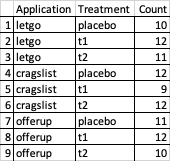 Application Treatment Count
1 letgo placebo 10
2 letgo t1 12
3 letgo t2 11
4 cragslist placebo 12
5 cragslist t1 9
6 cragslist t2 12
7 offerup placebo 11
8 offerup t1 12
9 offerup t2 10